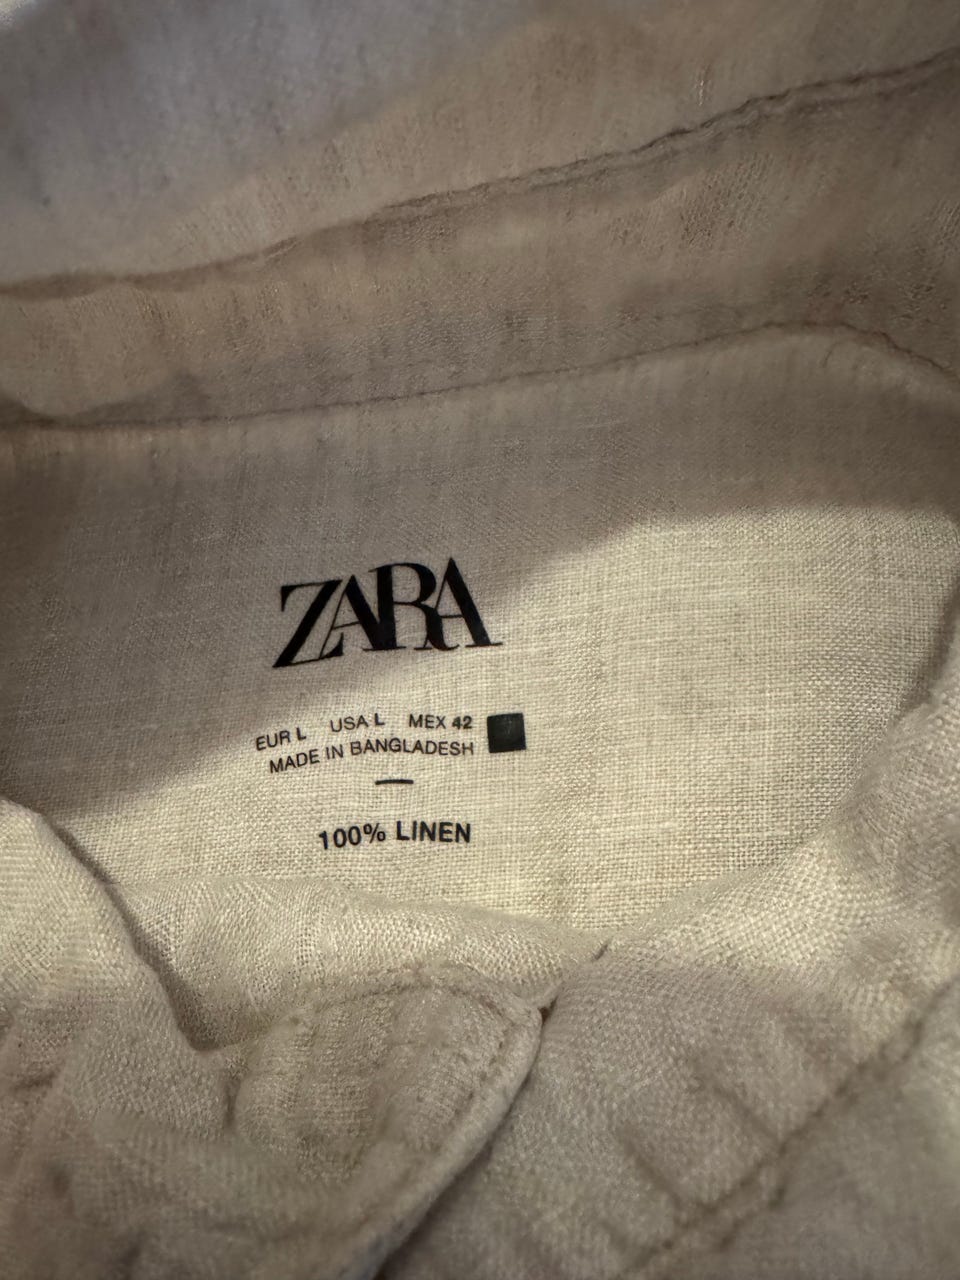 ZARA
EUR L USA L MEX 42
MADE IN BANGLADESH
100% LINEN